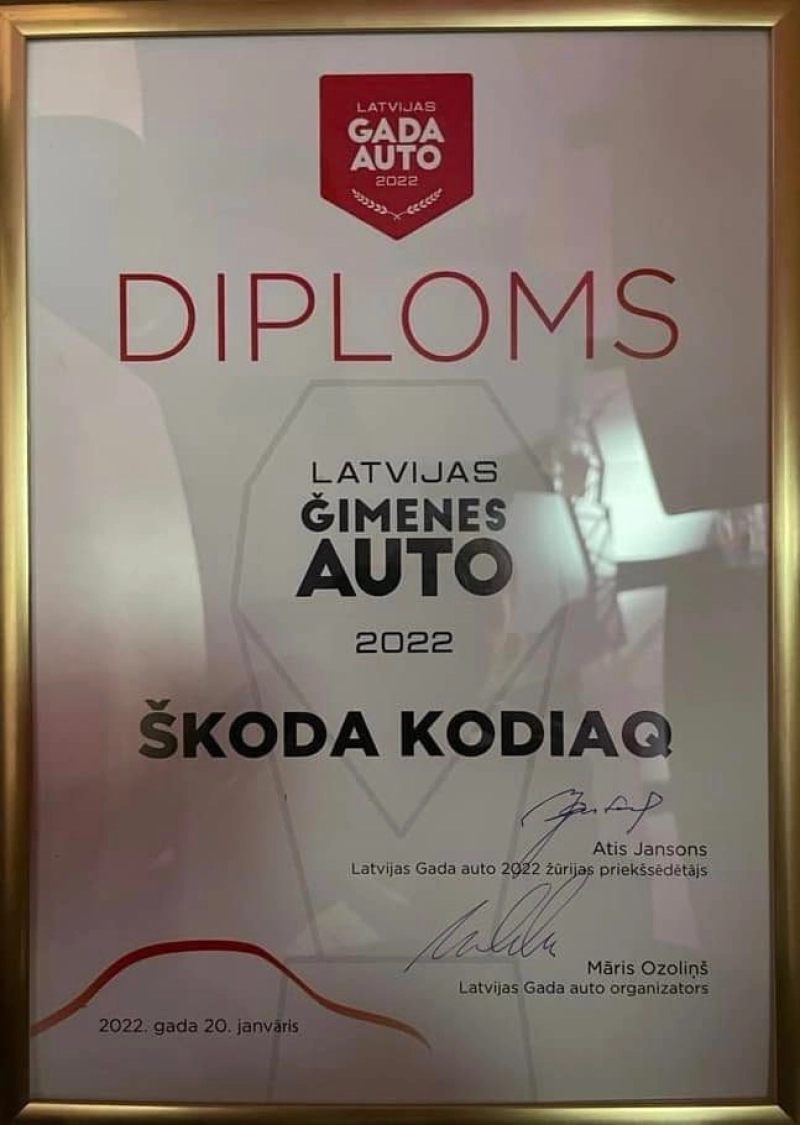 LATVIJAS
GADA
AUTO
2022
DIPLOMS
LATVIJAS
ĢIMENES
AUTO
2022
ŠKODA KODIAQ
Atis Jansons
Latvijas Gada auto 2022 žūrijas priekšsēdētājs
Māris Ozoliņš
Latvijas Gada auto organizators
2022. gada 20. janvāris